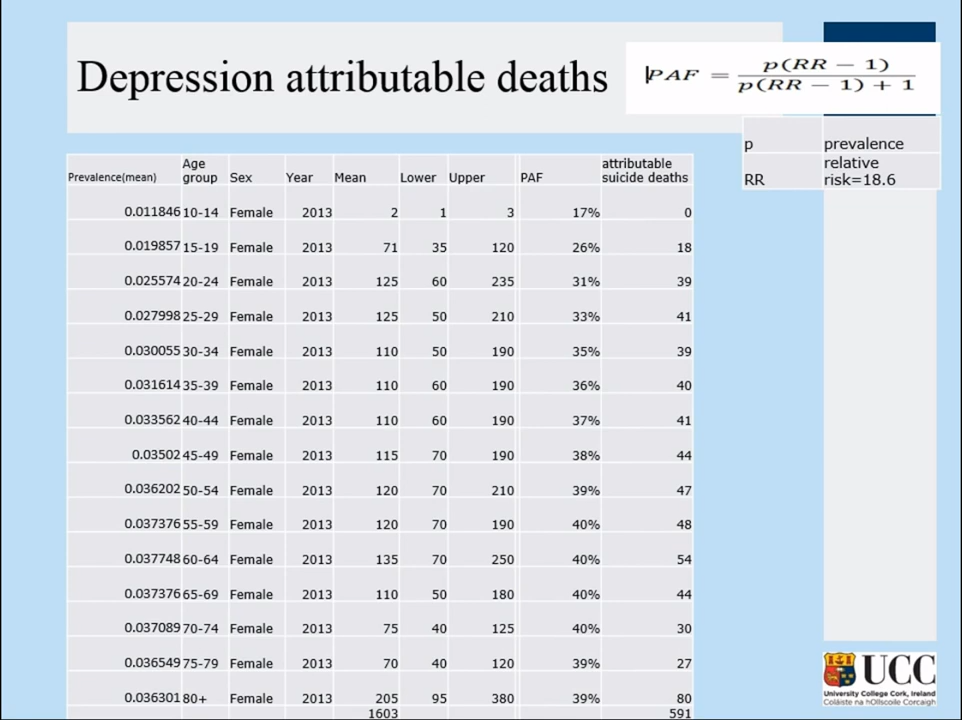 Depression attributable deaths
PAF = p(RR − 1) / p(RR − 1) + 1
p prevalence
RR relative risk=18.6
Prevalence(mean) Age group Sex Year Mean Lower Upper PAF attributable suicide deaths
0.011846 10-14 Female 2013 2 1 3 17% 0
0.019857 15-19 Female 2013 71 35 120 26% 18
0.025574 20-24 Female 2013 125 60 235 31% 39
0.027998 25-29 Female 2013 125 50 210 33% 41
0.030055 30-34 Female 2013 110 50 190 35% 39
0.031614 35-39 Female 2013 110 60 190 36% 40
0.033562 40-44 Female 2013 110 60 190 37% 41
0.03502 45-49 Female 2013 115 70 190 38% 44
0.036202 50-54 Female 2013 120 70 210 39% 47
0.037376 55-59 Female 2013 120 70 190 40% 48
0.037748 60-64 Female 2013 135 70 250 40% 54
0.037376 65-69 Female 2013 110 50 180 40% 44
0.037089 70-74 Female 2013 75 40 125 40% 30
0.036549 75-79 Female 2013 70 40 120 39% 27
0.036301 80+ Female 2013 205 95 380 39% 80
1603 591
UCC
University College Cork, Ireland
Coláiste na hOllscoile Corcaigh